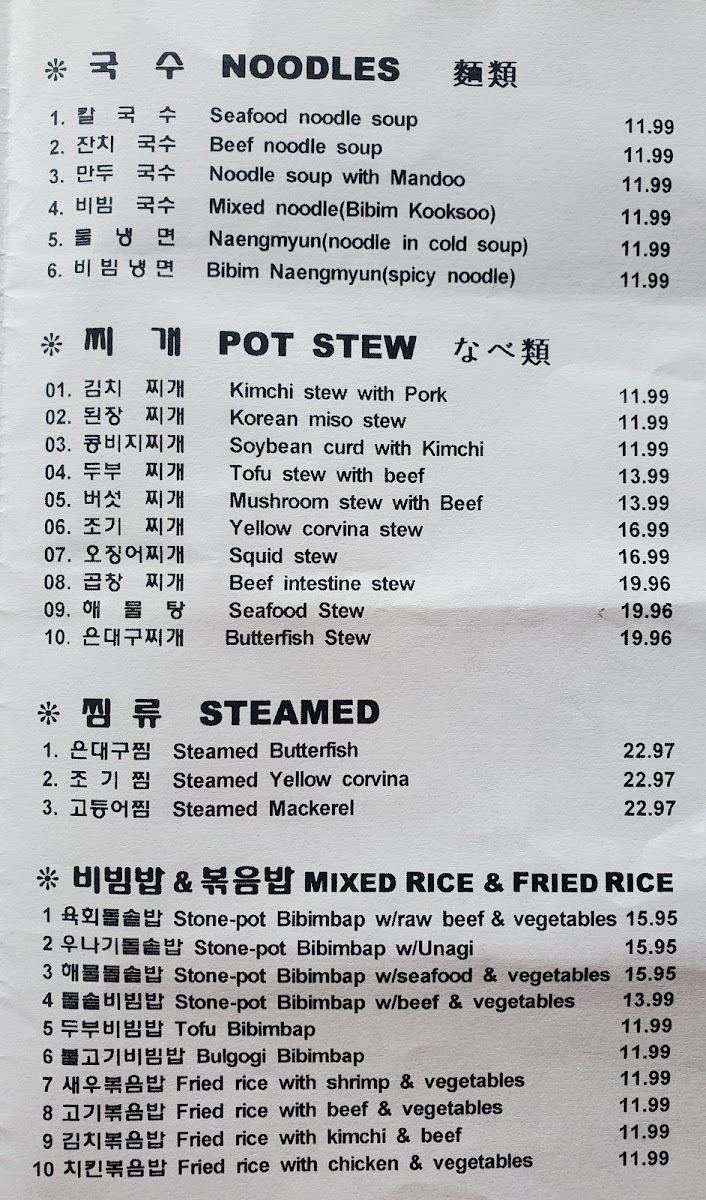 국 수 NOODLES 麵類
1. 칼 국 수 Seafood noodle soup 11.99
2. 잔치 국수 Beef noodle soup 11.99
3. 만두 국수 Noodle soup with Mandoo 11.99
4. 비빔 국수 Mixed noodle(Bibim Kooksoo) 11.99
5. 물 냉 면 Naengmyun(noodle in cold soup) 11.99
6. 비빔냉면 Bibim Naengmyun(spicy noodle) 11.99
찌 개 POT STEW なべ類
01. 김치 찌개 Kimchi stew with Pork 11.99
02. 된장 찌개 Korean miso stew 11.99
03. 콩비지찌개 Soybean curd with Kimchi 11.99
04. 두부 찌개 Tofu stew with beef 13.99
05. 버섯 찌개 Mushroom stew with Beef 13.99
06. 조기 찌개 Yellow corvina stew 16.99
07. 오징어찌개 Squid stew 16.99
08. 곱창 찌개 Beef intestine stew 19.96
09. 해 물 탕 Seafood Stew 19.96
10. 은대구찌개 Butterfish Stew 19.96
찜 류 STEAMED
1. 은대구찜 Steamed Butterfish 22.97
2. 조 기 찜 Steamed Yellow corvina 22.97
3. 고등어찜 Steamed Mackerel 22.97
비빔밥 & 볶음밥 MIXED RICE & FRIED RICE
1 육회돌솥밥 Stone-pot Bibimbap w/raw beef & vegetables 15.95
2 우나기돌솥밥 Stone-pot Bibimbap w/Unagi 15.95
3 해물돌솥밥 Stone-pot Bibimbap w/seafood & vegetables 15.95
4 돌솥비빔밥 Stone-pot Bibimbap w/beef & vegetables 13.99
5 두부비빔밥 Tofu Bibimbap 11.99
6 불고기비빔밥 Bulgogi Bibimbap 11.99
7 새우볶음밥 Fried rice with shrimp & vegetables 11.99
8 고기볶음밥 Fried rice with beef & vegetables 11.99
9 김치볶음밥 Fried rice with kimchi & beef 11.99
10 치킨볶음밥 Fried rice with chicken & vegetables 11.99